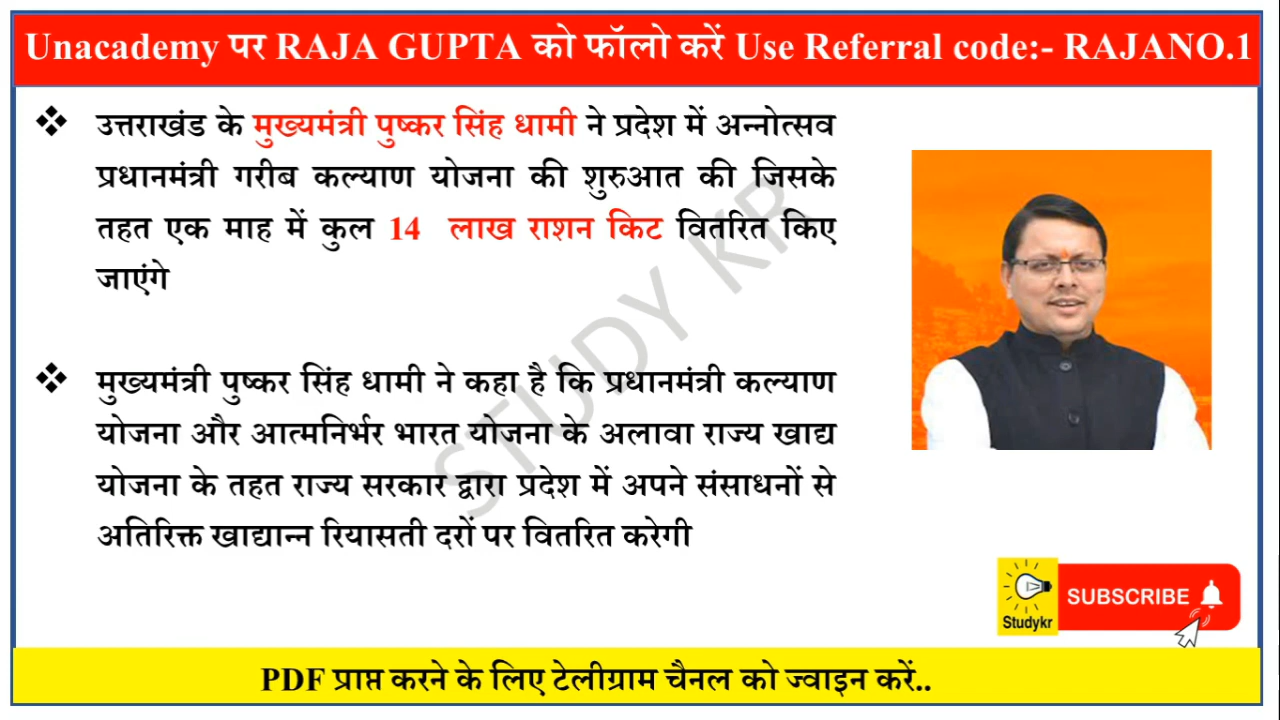 Unacademy पर RAJA GUPTA को फॉलो करें Use Referral code:- RAJANO.1
❖ उत्तराखंड के मुख्यमंत्री पुष्कर सिंह धामी ने प्रदेश में अन्नोत्सव
प्रधानमंत्री गरीब कल्याण योजना की शुरुआत की जिसके
तहत एक माह में कुल 14 लाख राशन किट वितरित किए
जाएंगे
❖ मुख्यमंत्री पुष्कर सिंह धामी ने कहा है कि प्रधानमंत्री कल्याण
योजना और आत्मनिर्भर भारत योजना के अलावा राज्य खाद्य
योजना के तहत राज्य सरकार द्वारा प्रदेश में अपने संसाधनों से
अतिरिक्त खाद्यान्न रियासती दरों पर वितरित करेगी
STUDY KR
Studykr
SUBSCRIBE
PDF प्राप्त करने के लिए टेलीग्राम चैनल को ज्वाइन करें..